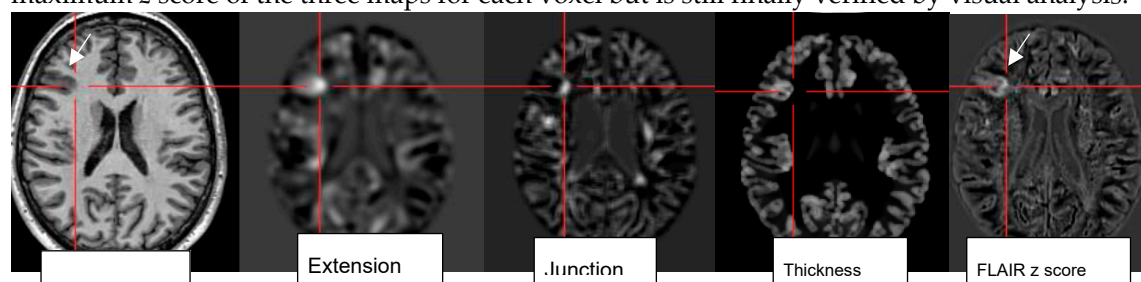 maximum z score of the three maps for each voxel but is still finally verified by visual analysis.
Extension
Junction
Thickness
FLAIR z score